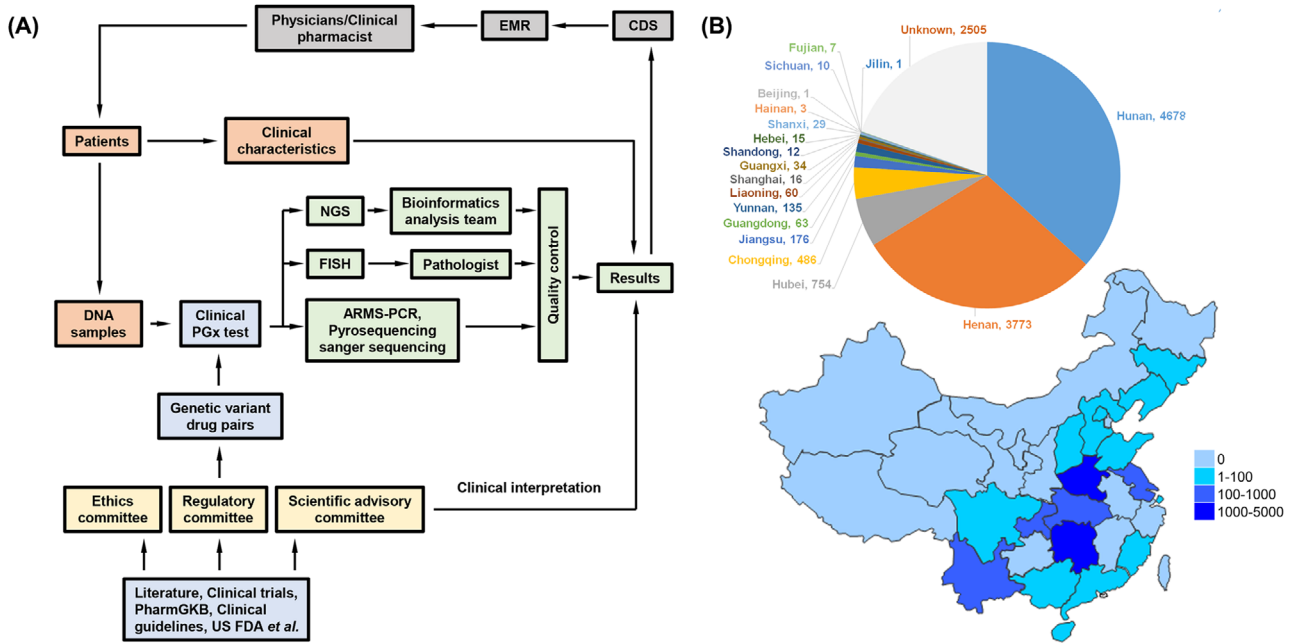 (A)
Physicians/Clinical
pharmacist
EMR
CDS
Patients
Clinical
characteristics
NGS
Bioinformatics
analysis team
FISH
Pathologist
Quality control
Results
DNA
samples
Clinical
PGx test
ARMS-PCR,
Pyrosequencing
sanger sequencing
Genetic variant
drug pairs
Ethics
committee
Regulatory
committee
Scientific advisory
committee
Clinical interpretation
Literature, Clinical trials,
PharmGKB, Clinical
guidelines, US FDA et al.
(B)
Unknown, 2505
Fujian, 7
Jilin, 1
Sichuan, 10
Beijing, 1
Hainan, 3
Shanxi, 29
Hebei, 15
Shandong, 12
Guangxi, 34
Shanghai, 16
Liaoning, 60
Yunnan, 135
Guangdong, 63
Jiangsu, 176
Chongqing, 486
Hubei, 754
Henan, 3773
Hunan, 4678
0
1-100
100-1000
1000-5000